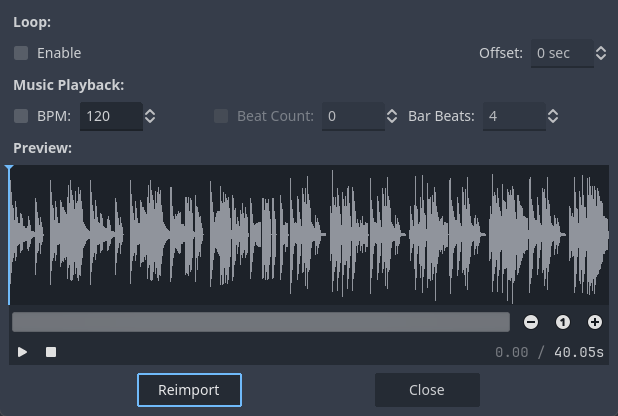 Loop:
Enable Offset: 0 sec
Music Playback:
BPM: 120 Beat Count: 0 Bar Beats: 4
Preview:
1
0.00 / 40.05s
Reimport Close